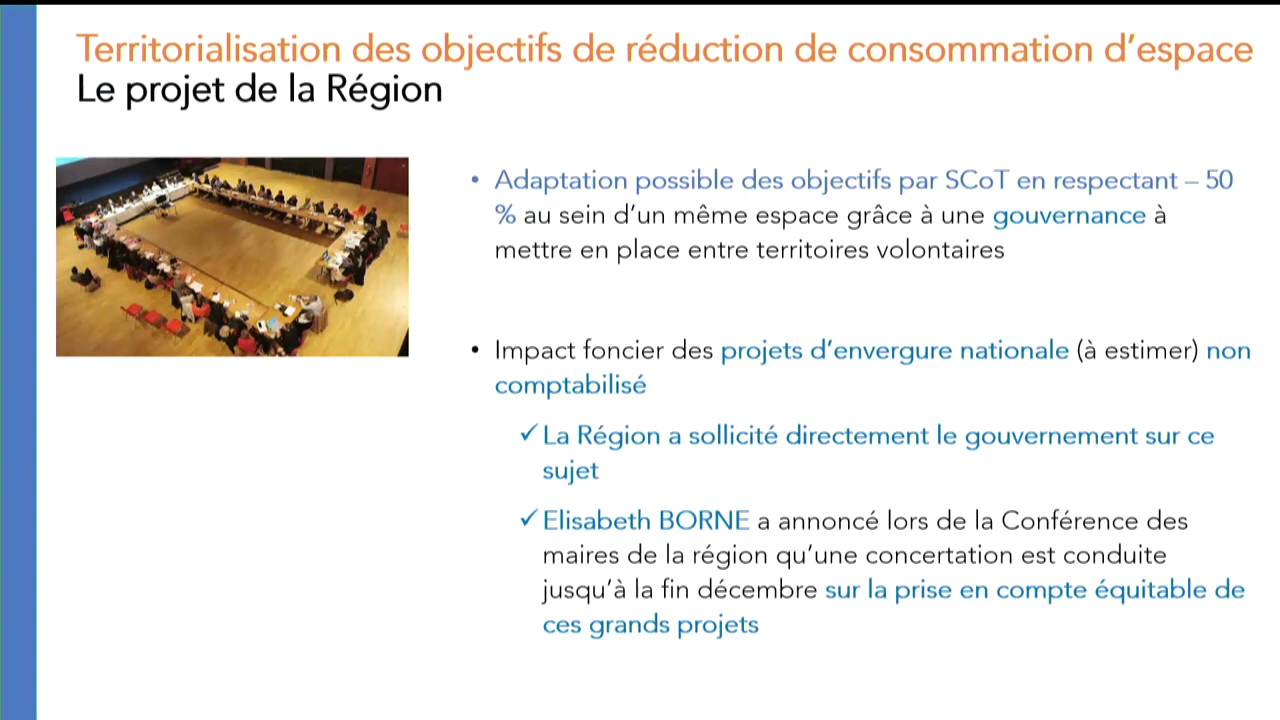 Territorialisation des objectifs de réduction de consommation d’espace
Le projet de la Région
• Adaptation possible des objectifs par SCoT en respectant – 50
% au sein d’un même espace grâce à une gouvernance à
mettre en place entre territoires volontaires
• Impact foncier des projets d’envergure nationale (à estimer) non
comptabilisé
✓ La Région a sollicité directement le gouvernement sur ce
sujet
✓ Elisabeth BORNE a annoncé lors de la Conférence des
maires de la région qu’une concertation est conduite
jusqu’à la fin décembre sur la prise en compte équitable de
ces grands projets